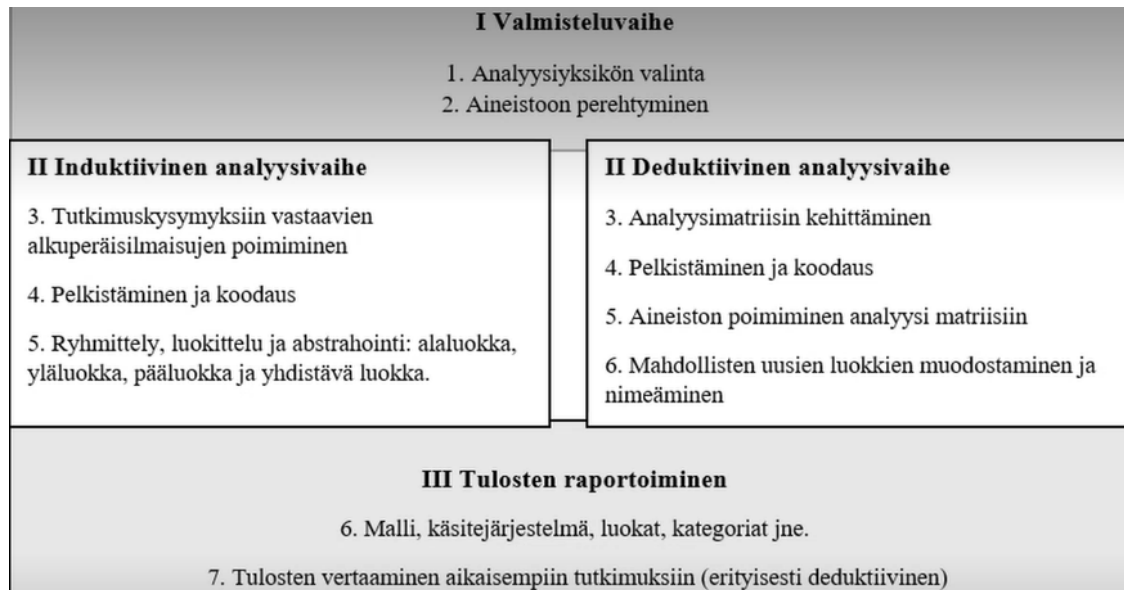 I Valmisteluvaihe
1. Analyysiyksikön valinta
2. Aineistoon perehtyminen
II Induktiivinen analyysivaihe
3. Tutkimuskysymyksiin vastaavien
alkuperäisilmaisujen poimiminen
4. Pelkistäminen ja koodaus
5. Ryhmittely, luokittelu ja abstrahointi: alaluokka,
yläluokka, pääluokka ja yhdistävä luokka.
II Deduktiivinen analyysivaihe
3. Analyysimatriisin kehittäminen
4. Pelkistäminen ja koodaus
5. Aineiston poimiminen analyysi matriisiin
6. Mahdollisten uusien luokkien muodostaminen ja
nimeäminen
III Tulosten raportoiminen
6. Malli, käsitejärjestelmä, luokat, kategoriat jne.
7. Tulosten vertaaminen aikaisempiin tutkimuksiin (erityisesti deduktiivinen)